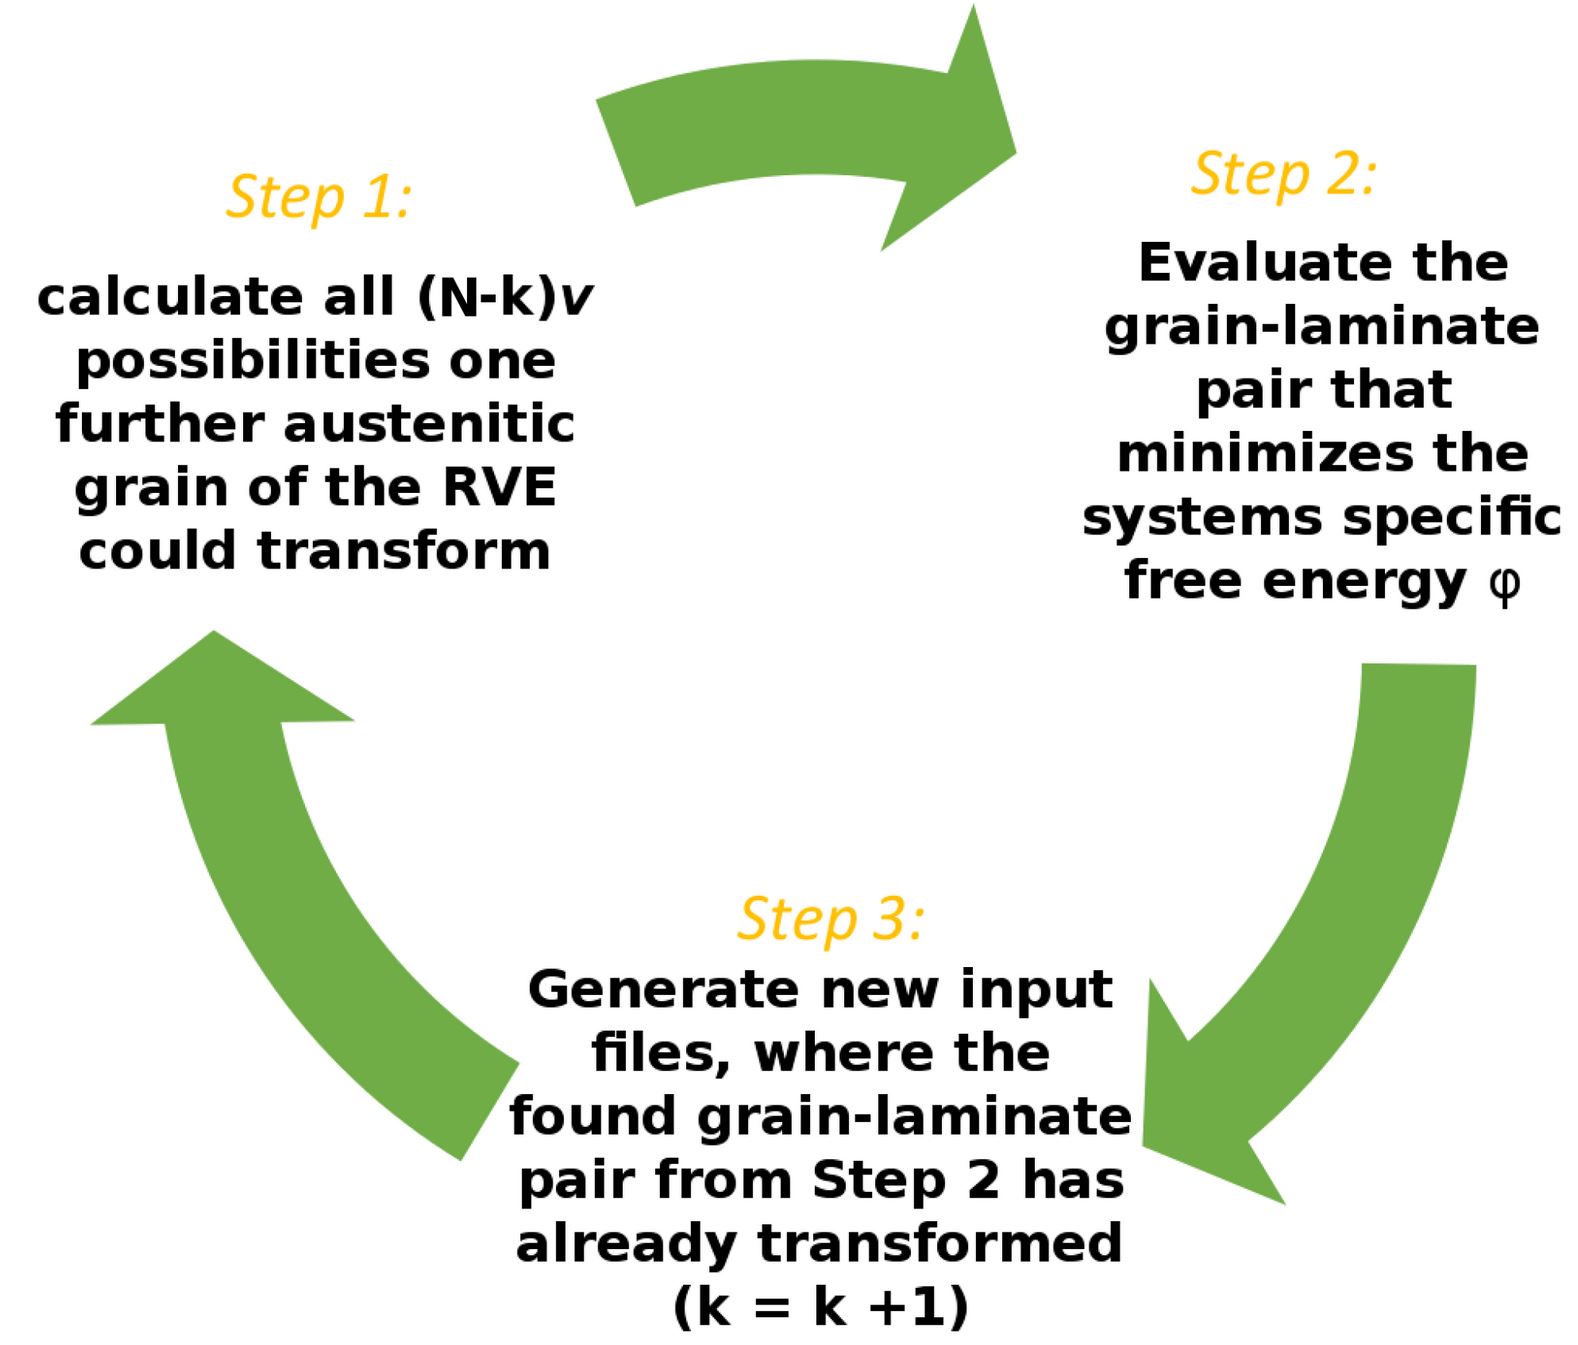 Step 1:
calculate all (N-k)v
possibilities one
further austenitic
grain of the RVE
could transform
Step 2:
Evaluate the
grain-laminate
pair that
minimizes the
systems specific
free energy φ
Step 3:
Generate new input
files, where the
found grain-laminate
pair from Step 2 has
already transformed
(k = k +1)